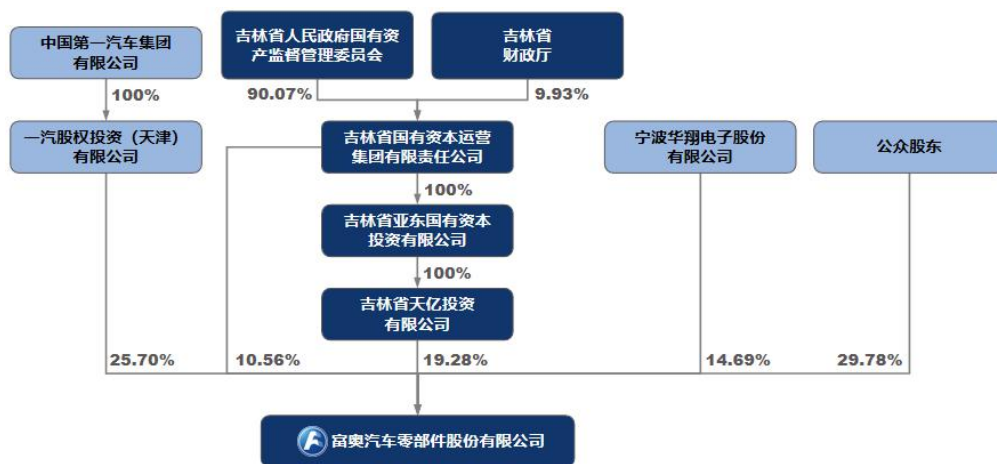 中国第一汽车集团
有限公司
吉林省人民政府国有资
产监督管理委员会
吉林省
财政厅
100%
90.07%
9.93%
一汽股权投资（天津）
有限公司
吉林省国有资本运营
集团有限责任公司
宁波华翔电子股份
有限公司
公众股东
100%
吉林省亚东国有资本
投资有限公司
100%
吉林省天亿投资
有限公司
25.70%
10.56%
19.28%
14.69%
29.78%
富奥汽车零部件股份有限公司